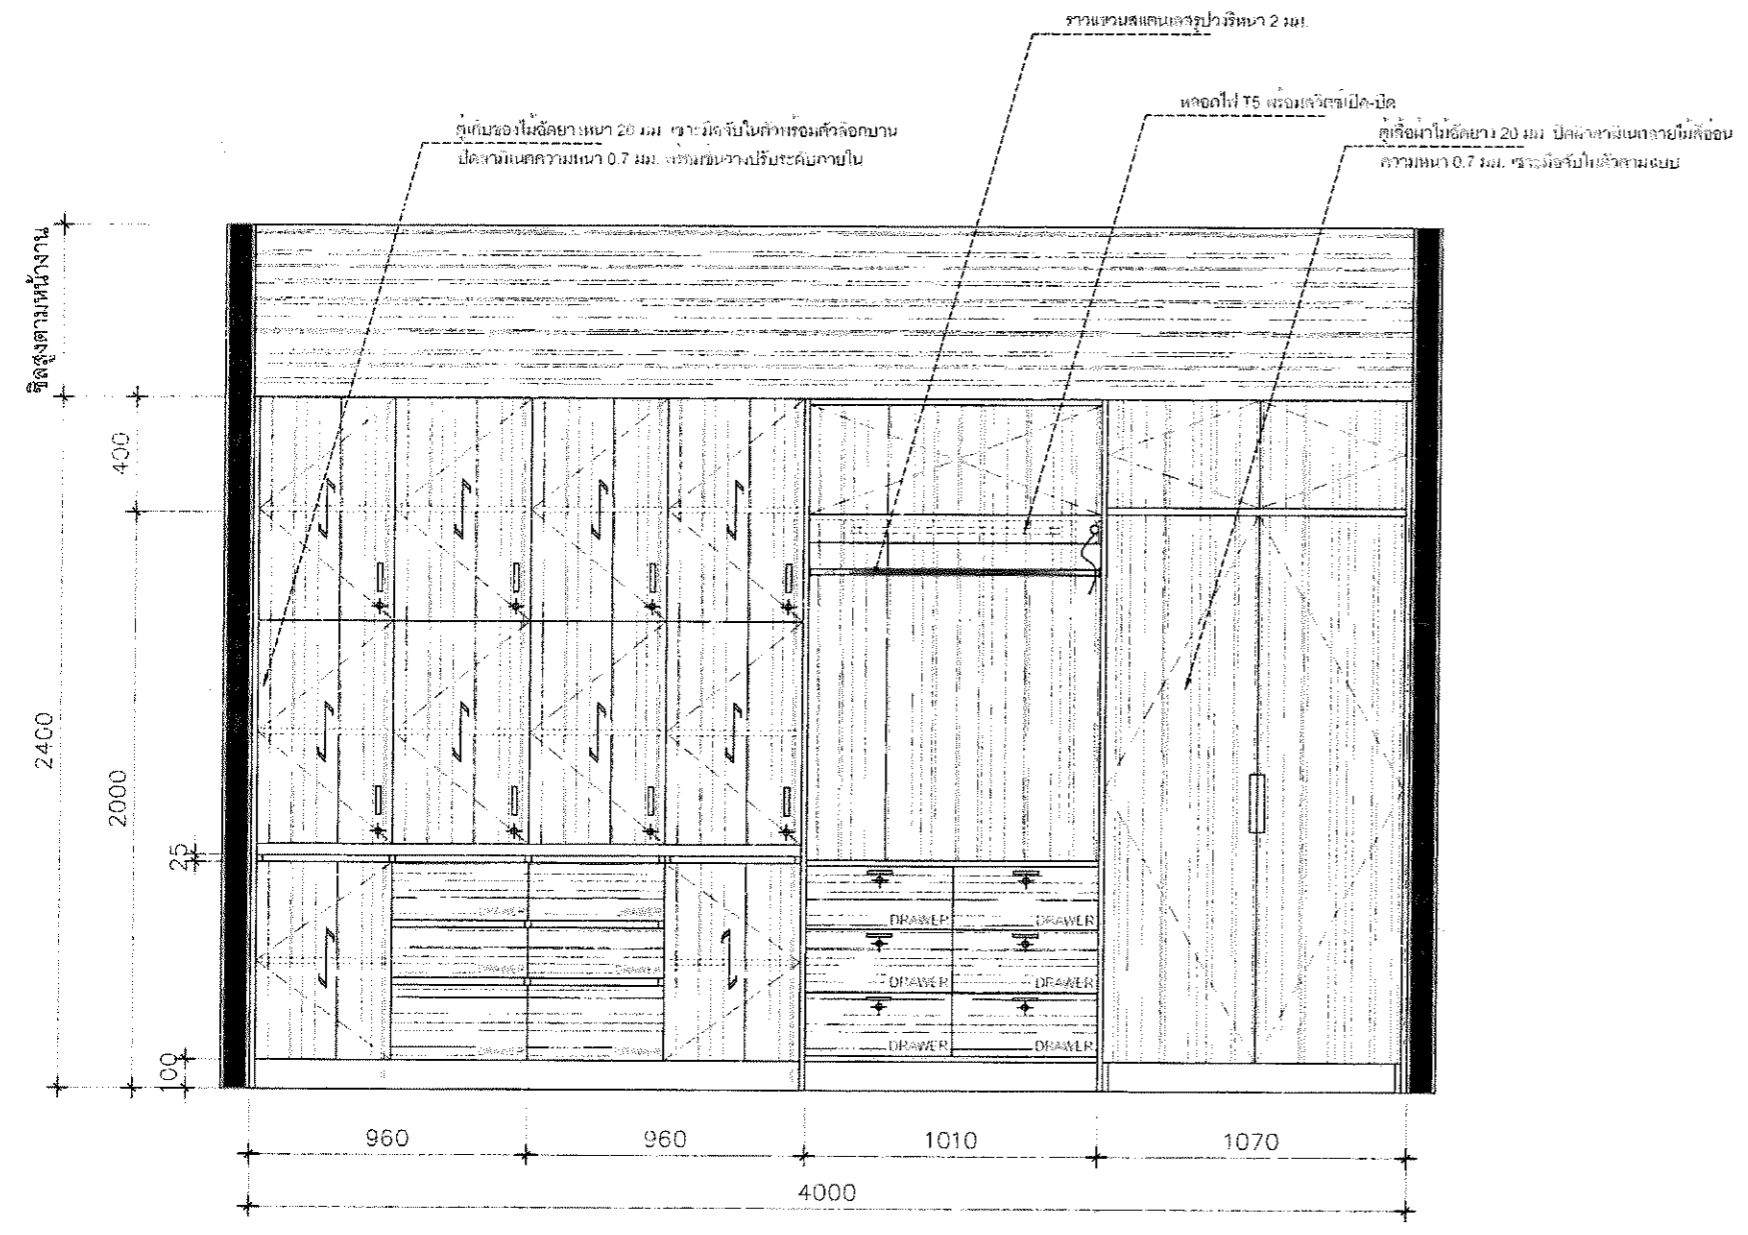 ราวแขวนสแตนเลสรูปวงรีหนา 2 มม.
หลอดไฟ T5 พร้อมสวิตซ์เปิด-ปิด
ตู้เก็บของไม้อัดยางหนา 20 มม. เซาะมือจับในตัวพร้อมตัวล็อกบาน
ปิดลามิเนตความหนา 0.7 มม. พร้อมชั้นวางปรับระดับภายใน
ตู้เสื้อผ้าไม้อัดยาง 20 มม. ปิดผิวลามิเนตลายไม้สีอ่อน
ความหนา 0.7 มม. เซาะมือจับในตัวตามแบบ
ซีลสูงตามหน้างาน
400
2400
2000
25
100
DRAWER
DRAWER
DRAWER
DRAWER
DRAWER
DRAWER
DRAWER
960
960
1010
1070
4000